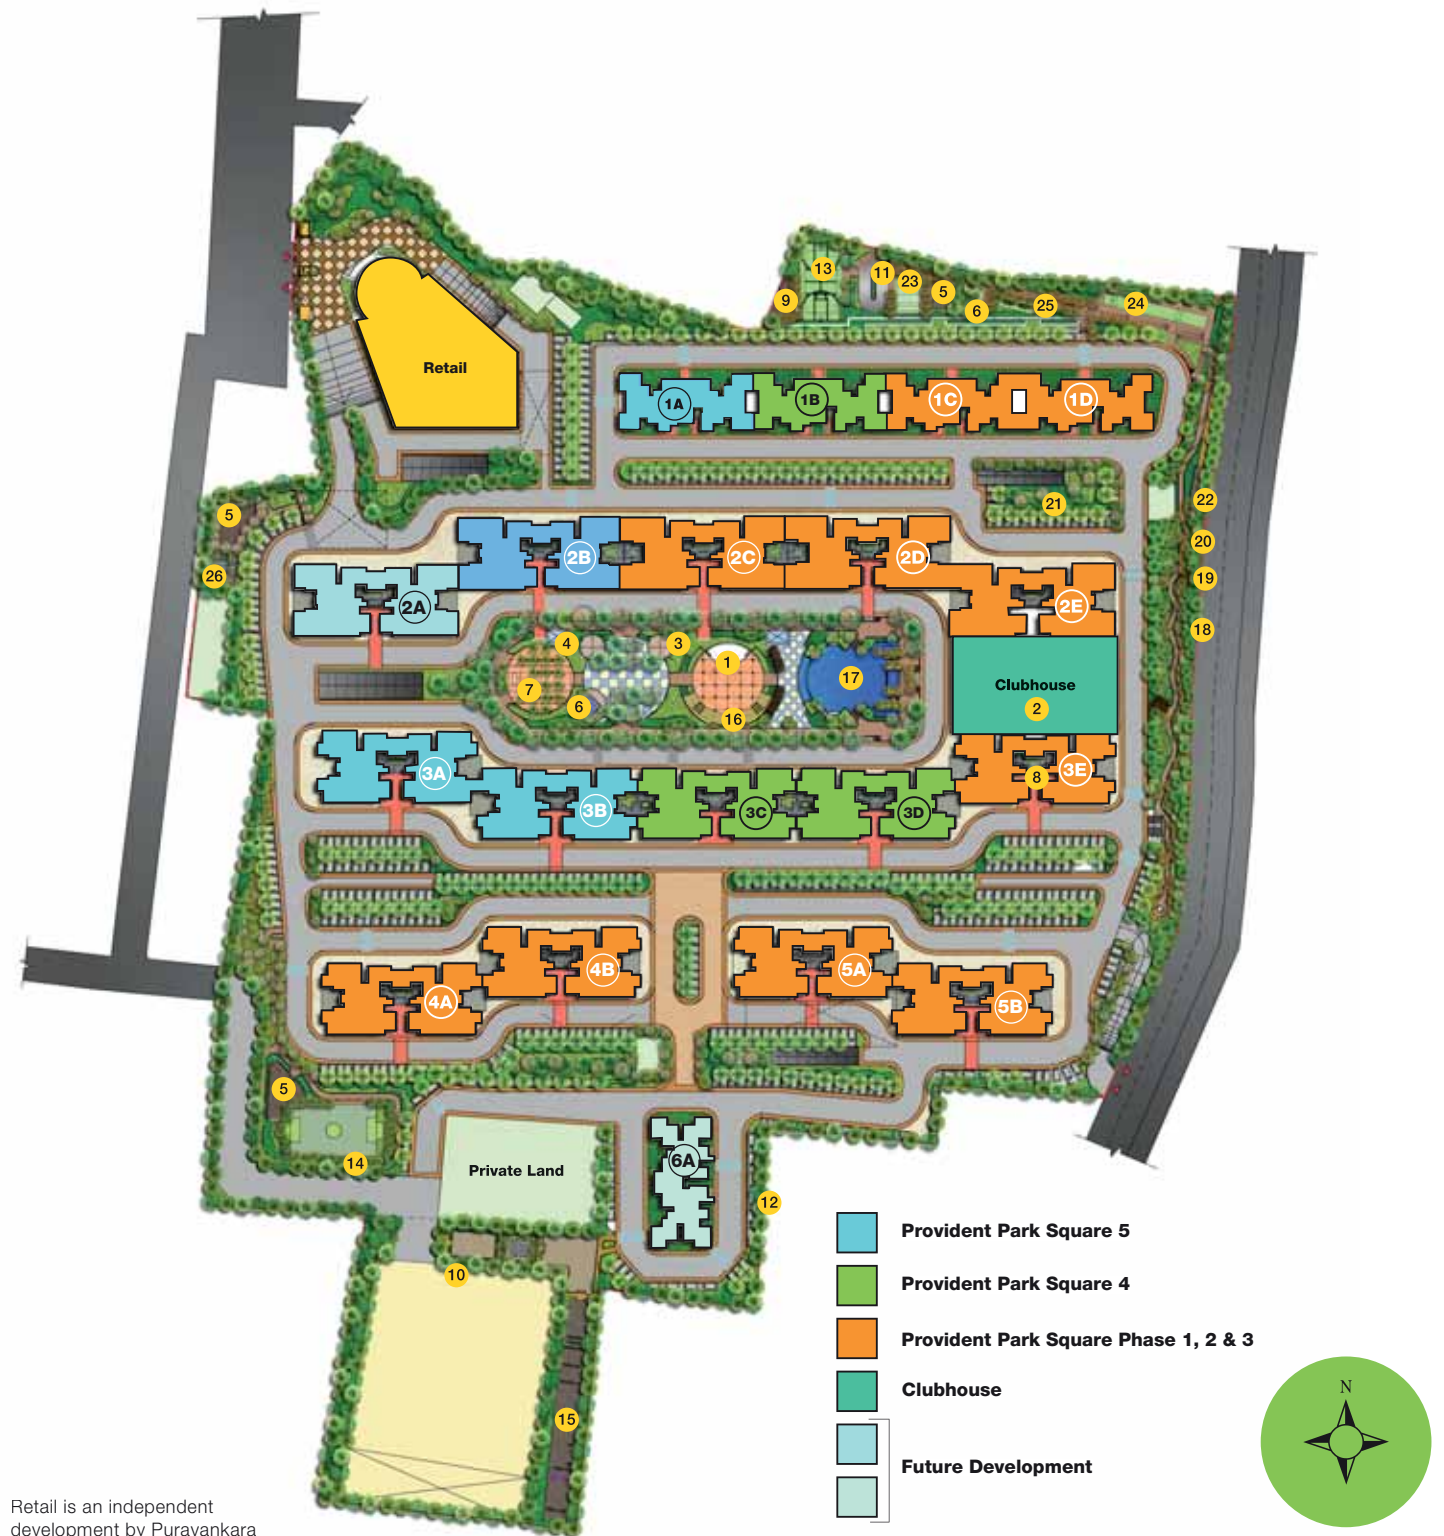 13
11
23
9
5
6
25
24
Retail
1A
1B
1C
1D
5
21
22
20
26
2B
2C
2D
19
2A
2E
18
4
3
1
7
6
16
17
Clubhouse
2
3A
3B
3C
3D
8
3E
4A
4B
5A
5B
5
14
Private Land
6A
12
10
15
Provident Park Square 5
Provident Park Square 4
Provident Park Square Phase 1, 2 & 3
Clubhouse
Future Development
N
Retail is an independent
development by Puravankara